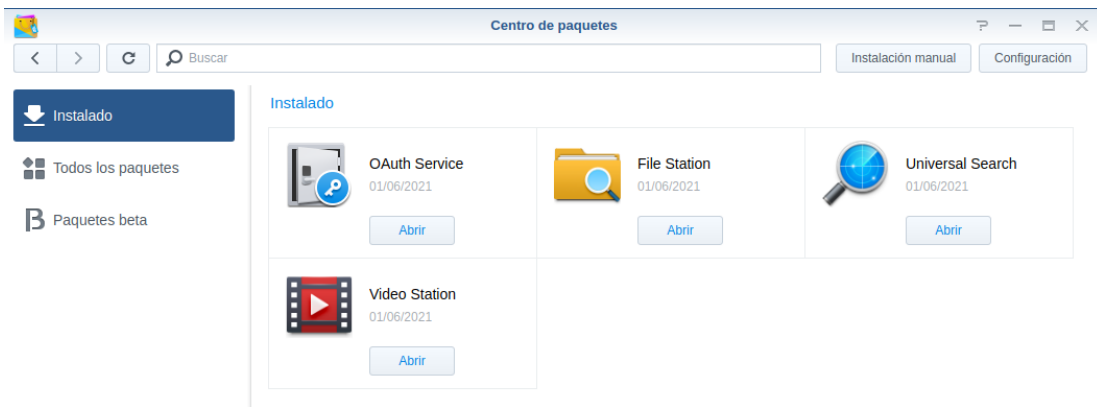 Centro de paquetes
Buscar
Instalación manual
Configuración
Instalado
Todos los paquetes
Paquetes beta
Instalado
OAuth Service
01/06/2021
Abrir
File Station
01/06/2021
Abrir
Universal Search
01/06/2021
Abrir
Video Station
01/06/2021
Abrir